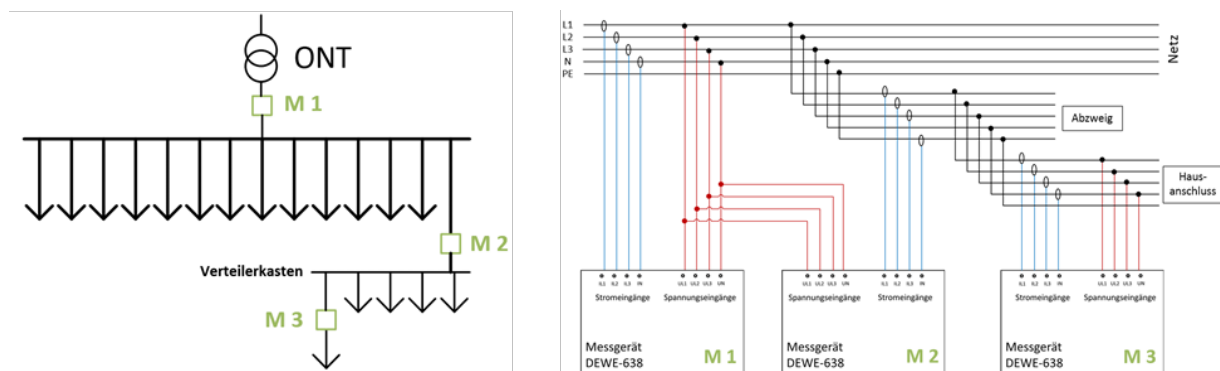 ONT
M 1
M 2
Verteilerkasten
M 3
L1
L2
L3
N
PE
Netz
Abzweig
Haus-
anschluss
IL1 IL2 IL3 IN UL1 UL2 UL3 UN
Stromeingänge Spannungseingänge
Messgerät
DEWE-638 M 1
UL1 UL2 UL3 UN IL1 IL2 IL3 IN
Spannungseingänge Stromeingänge
Messgerät
DEWE-638 M 2
IL1 IL2 IL3 IN UL1 UL2 UL3 UN
Stromeingänge Spannungseingänge
Messgerät
DEWE-638 M 3